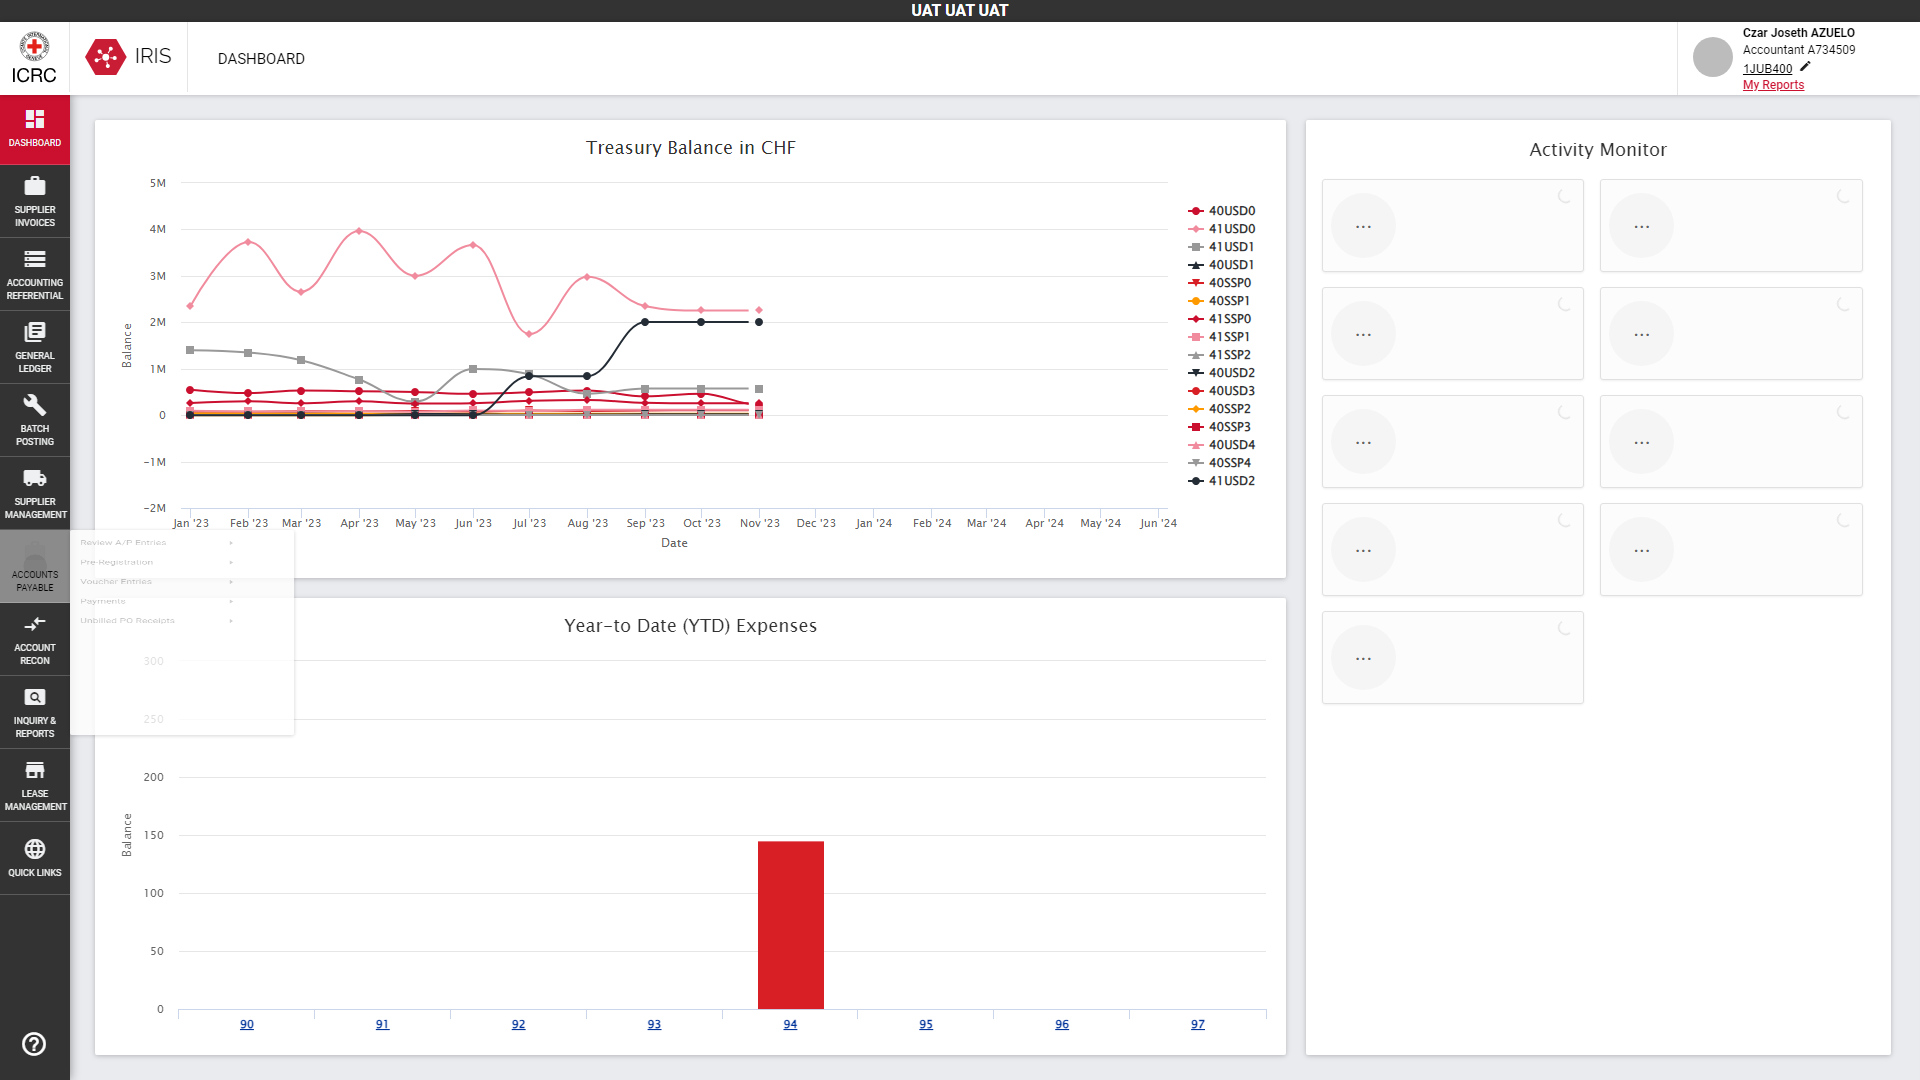 UAT UAT UAT
ICRC
IRIS
DASHBOARD
Czar Joseth AZUELO
Accountant A734509
1JUB400
My Reports
DASHBOARD
SUPPLIER
INVOICES
ACCOUNTING
REFERENTIAL
GENERAL
LEDGER
BATCH
POSTING
SUPPLIER
MANAGEMENT
ACCOUNTS
PAYABLE
ACCOUNT
RECON
INQUIRY &
REPORTS
LEASE
MANAGEMENT
QUICK LINKS
Review A/P Entries
Pre-Registration
Voucher Entries
Payments
Unbilled PO Receipts
Treasury Balance in CHF
5M
4M
3M
2M
1M
0
-1M
-2M
Balance
Jan '23 Feb '23 Mar '23 Apr '23 May '23 Jun '23 Jul '23 Aug '23 Sep '23 Oct '23 Nov '23 Dec '23 Jan '24 Feb '24 Mar '24 Apr '24 May '24 Jun '24
Date
40USD0
41USD0
41USD1
40USD1
40SSP0
40SSP1
41SSP0
41SSP1
41SSP2
40USD2
40USD3
40SSP2
40SSP3
40USD4
40SSP4
41USD2
Year-to Date (YTD) Expenses
300
250
200
150
100
50
0
Balance
90 91 92 93 94 95 96 97
Activity Monitor
... ...
... ...
... ...
... ...
...